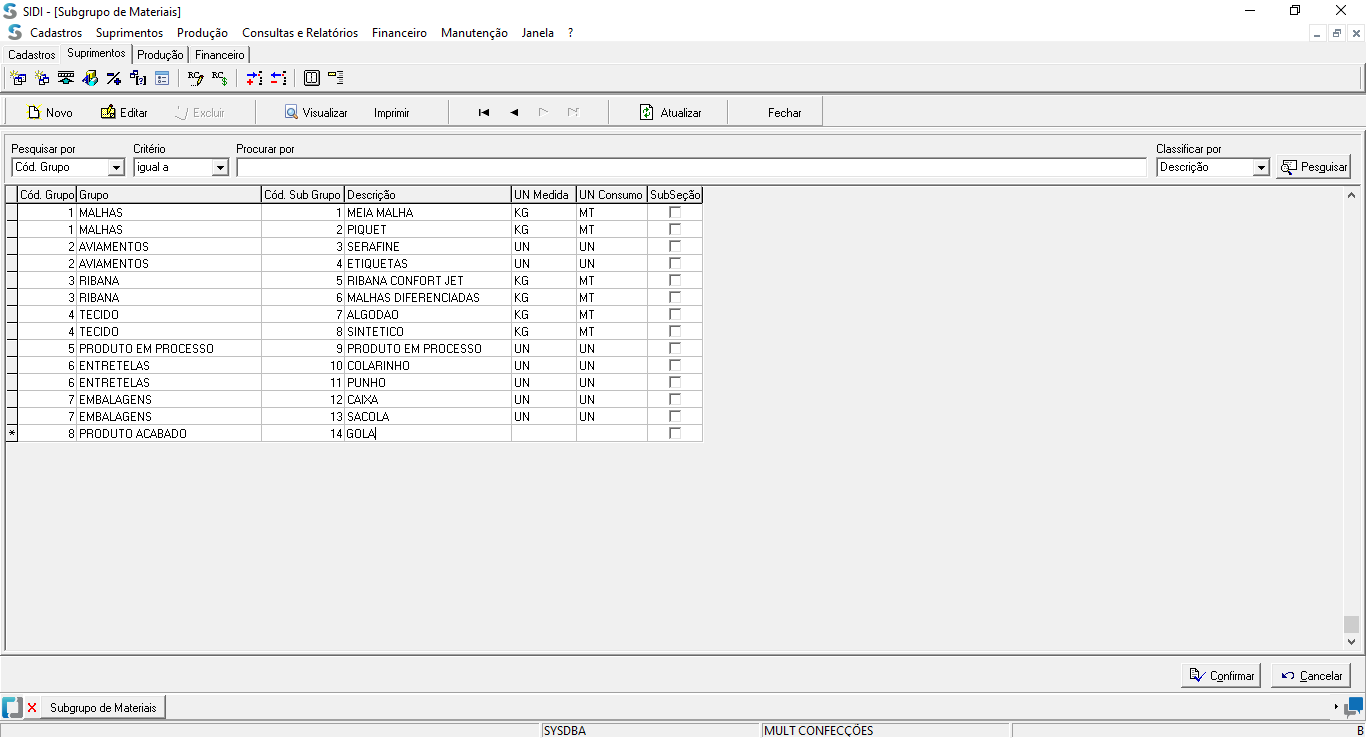 SIDI - [Subgrupo de Materiais]
Cadastros Suprimentos Produção Consultas e Relatórios Financeiro Manutenção Janela ?
Cadastros Suprimentos Produção Financeiro
Novo Editar Excluir Visualizar Imprimir Atualizar Fechar
Pesquisar por Critério Procurar por Classificar por
Cód. Grupo igual a Descrição Pesquisar
Cód. Grupo Grupo Cód. Sub Grupo Descrição UN Medida UN Consumo SubSeção
1 MALHAS 1 MEIA MALHA KG MT
1 MALHAS 2 PIQUET KG MT
2 AVIAMENTOS 3 SERAFINE UN UN
2 AVIAMENTOS 4 ETIQUETAS UN UN
3 RIBANA 5 RIBANA CONFORT JET KG MT
3 RIBANA 6 MALHAS DIFERENCIADAS KG MT
4 TECIDO 7 ALGODAO KG MT
4 TECIDO 8 SINTETICO KG MT
5 PRODUTO EM PROCESSO 9 PRODUTO EM PROCESSO UN UN
6 ENTRETELAS 10 COLARINHO UN UN
6 ENTRETELAS 11 PUNHO UN UN
7 EMBALAGENS 12 CAIXA UN UN
7 EMBALAGENS 13 SACOLA UN UN
* 8 PRODUTO ACABADO 14 GOLA
Confirmar Cancelar
Subgrupo de Materiais
SYSDBA MULT CONFECÇÕES B